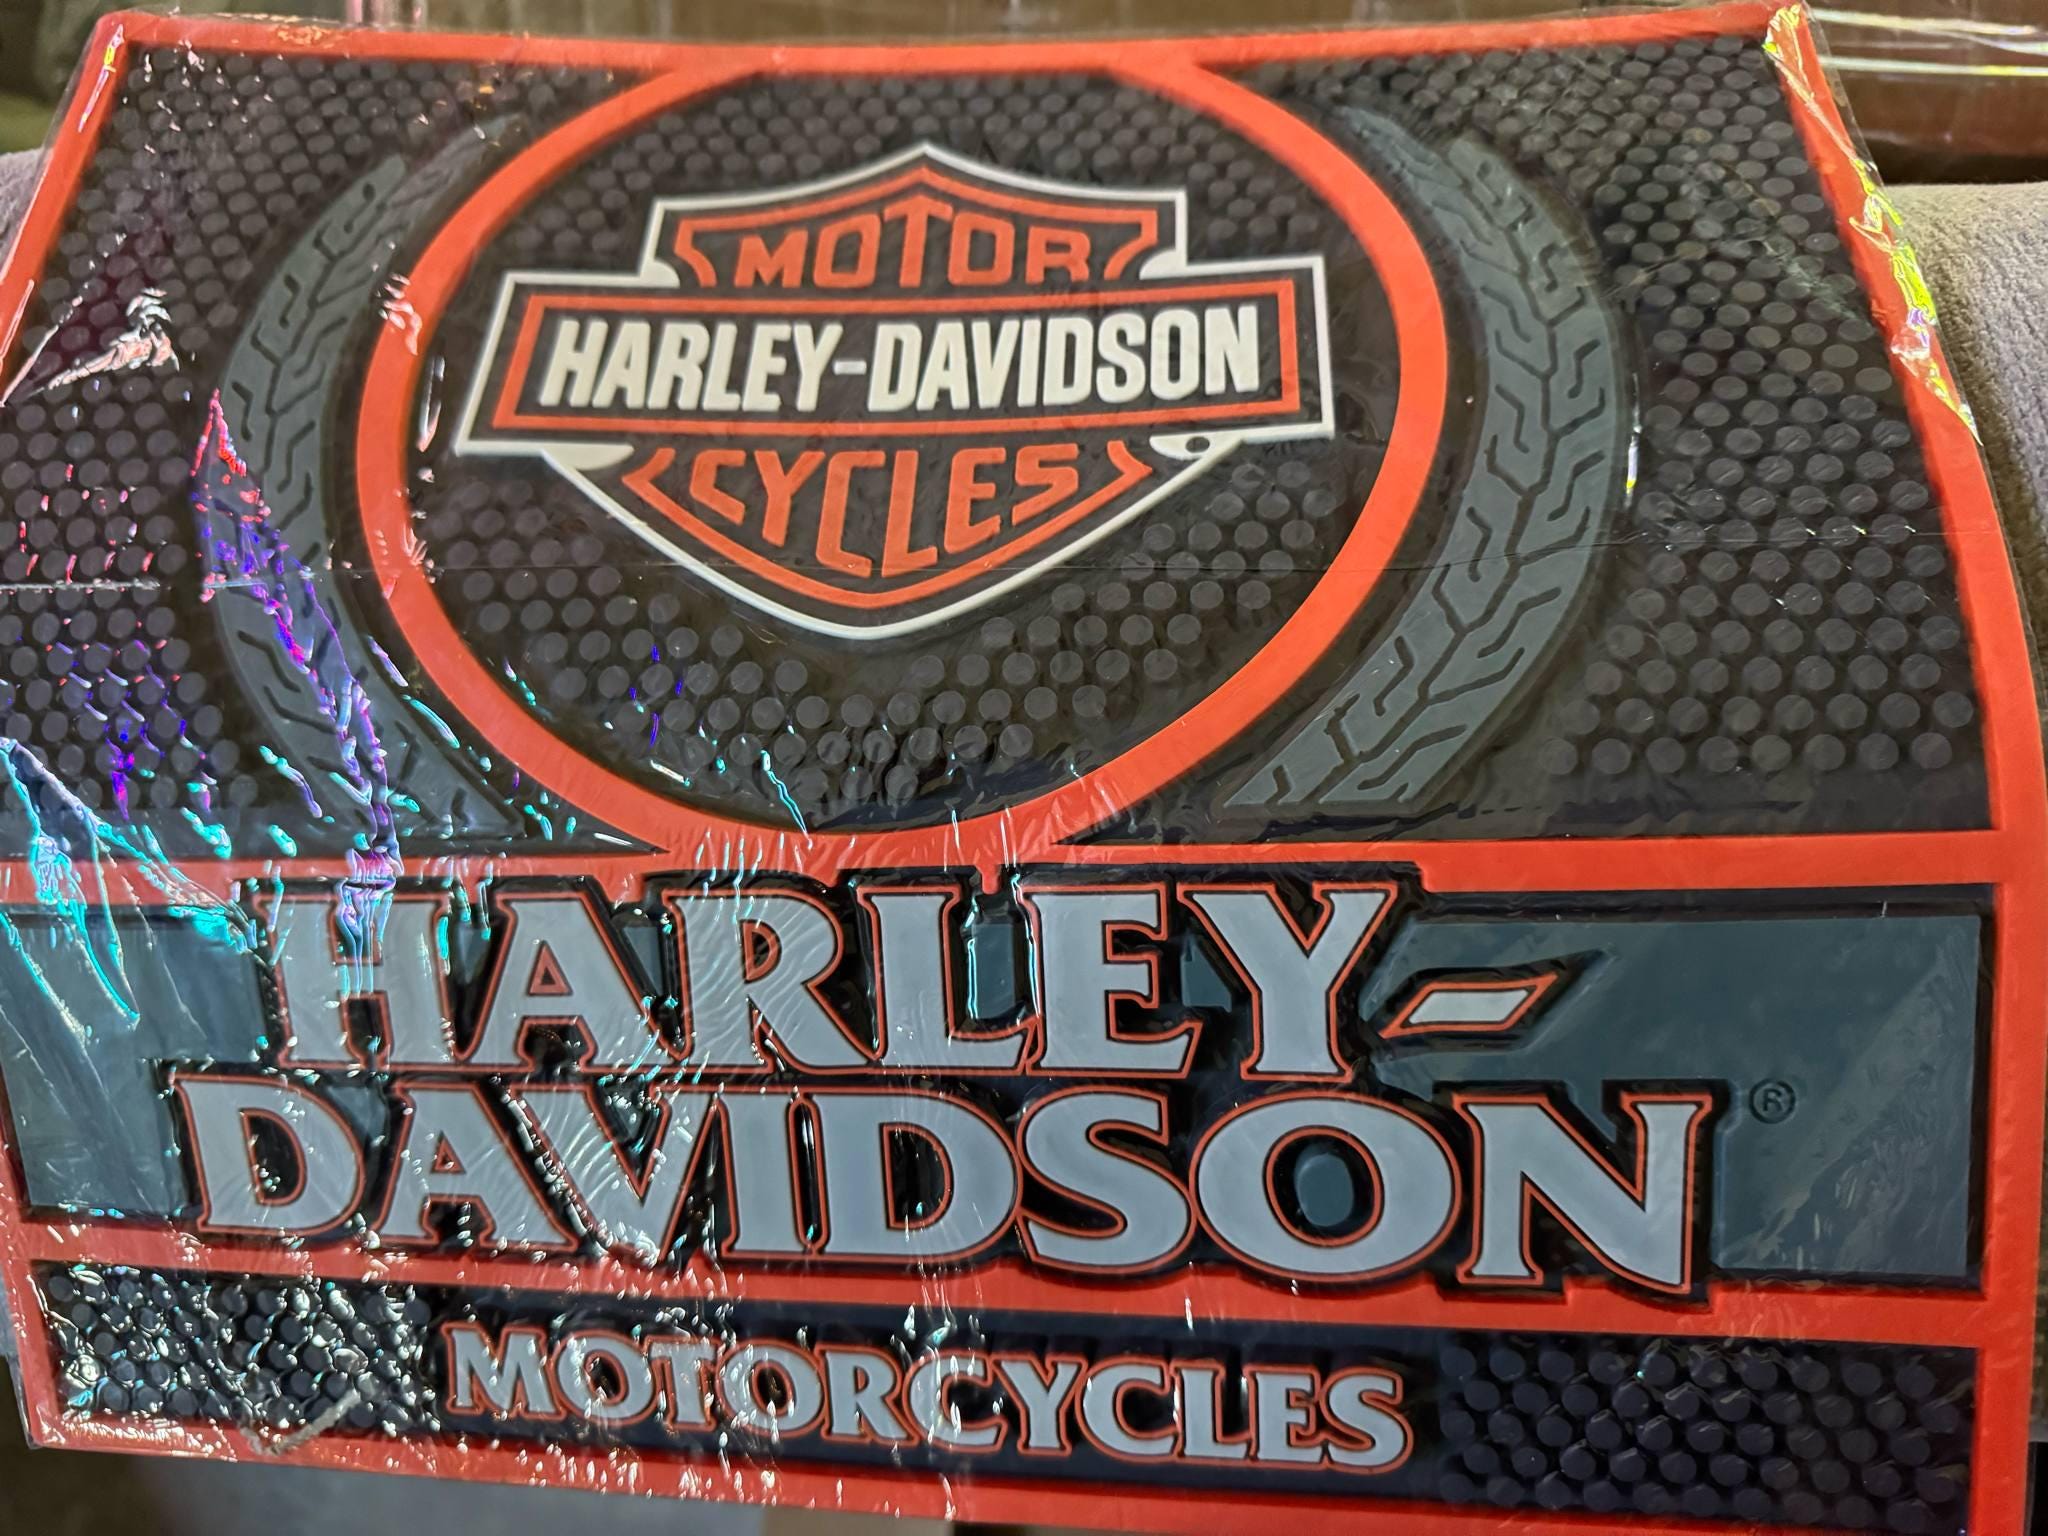 MOTOR
HARLEY-DAVIDSON
CYCLES
HARLEY-
DAVIDSON®
MOTORCYCLES